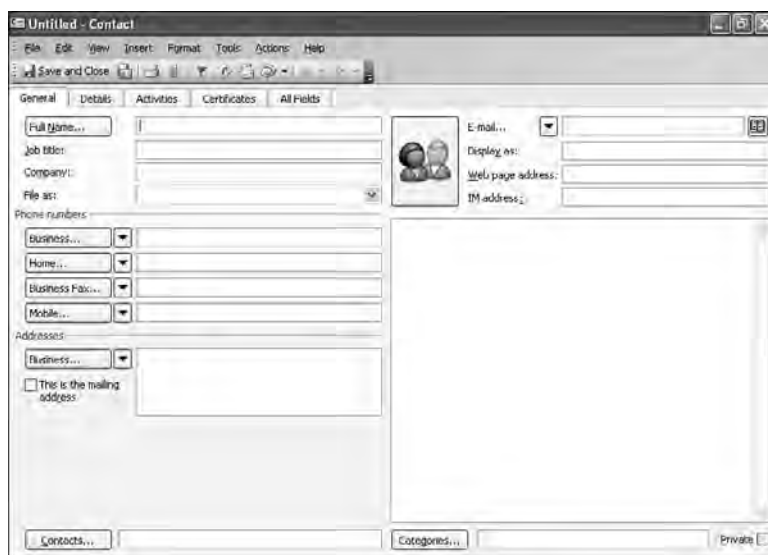 Untitled - Contact
File Edit View Insert Format Tools Actions Help
Save and Close
General Details Activities Certificates All Fields
Full Name...
Job title:
Company:
File as:
Phone numbers
Business...
Home...
Business Fax...
Mobile...
Addresses
Business...
This is the mailing
address
E-mail...
Display as:
Web page address:
IM address:
Contacts...
Categories...
Private